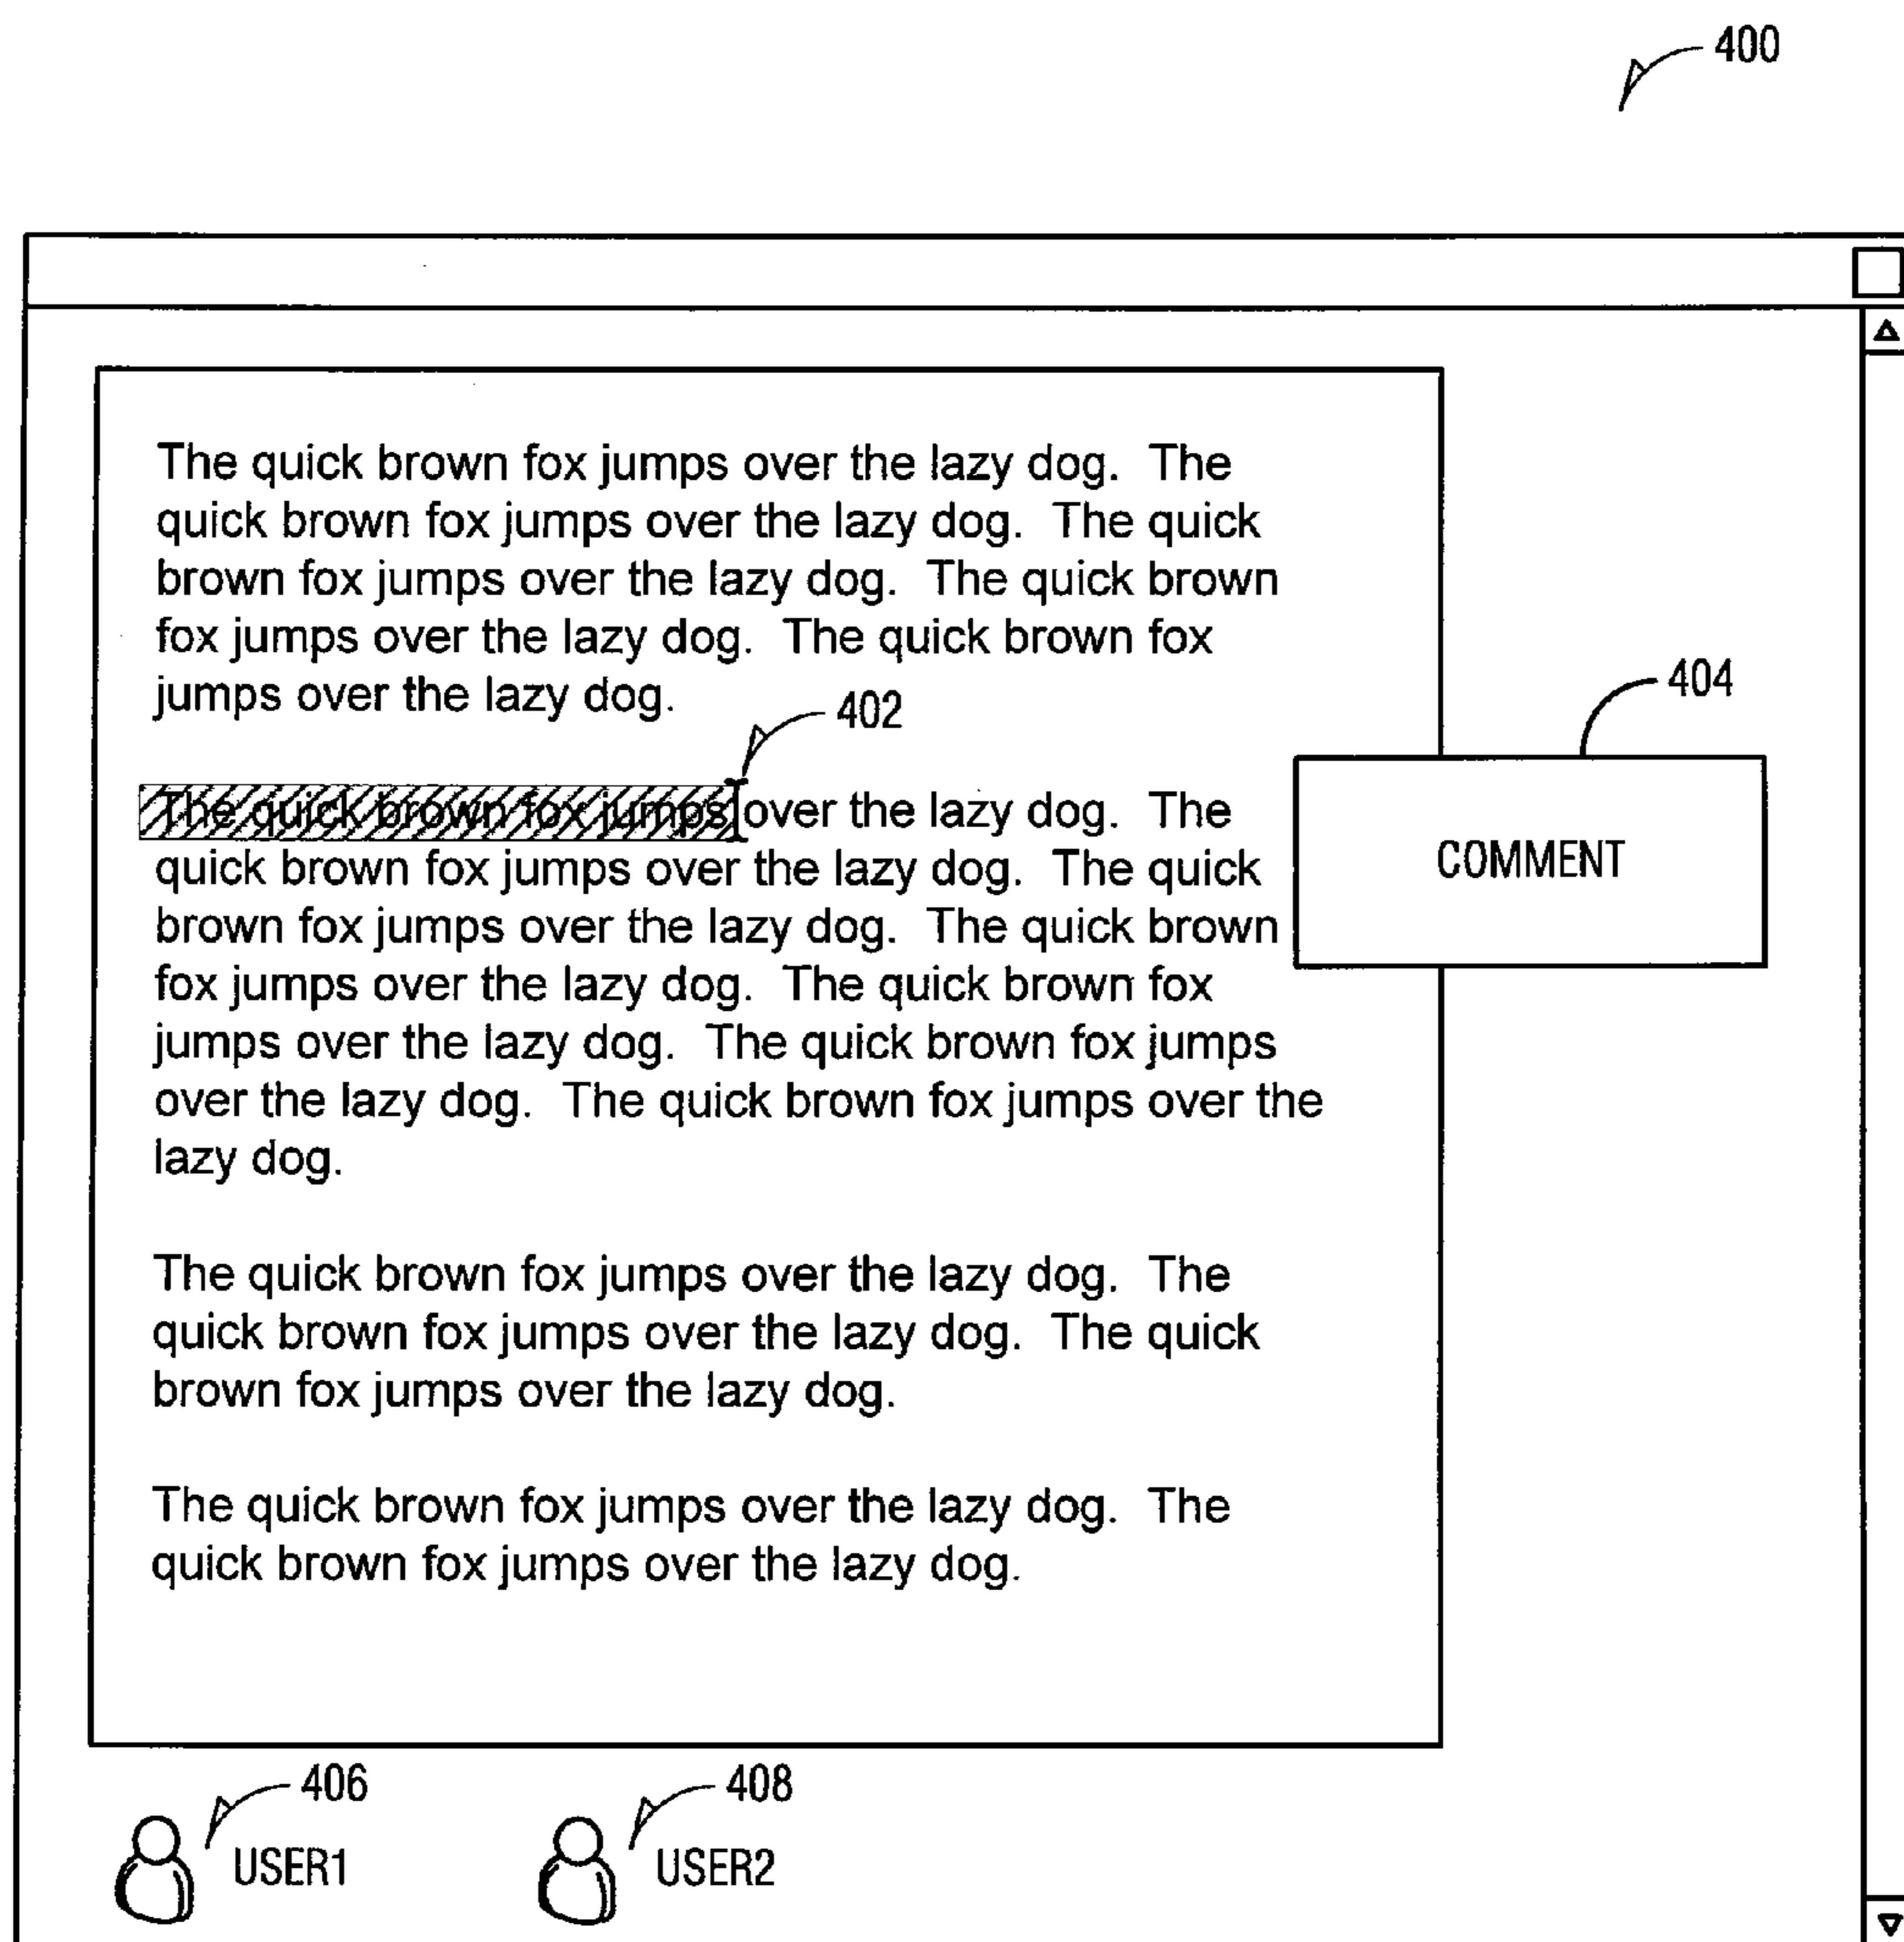 400
The quick brown fox jumps over the lazy dog.  The
quick brown fox jumps over the lazy dog.  The quick
brown fox jumps over the lazy dog.  The quick brown
fox jumps over the lazy dog.  The quick brown fox
jumps over the lazy dog.
402
404
The quick brown fox jumps over the lazy dog.  The
quick brown fox jumps over the lazy dog.  The quick
COMMENT
brown fox jumps over the lazy dog.  The quick brown
fox jumps over the lazy dog.  The quick brown fox
jumps over the lazy dog.  The quick brown fox jumps
over the lazy dog.  The quick brown fox jumps over the
lazy dog.
The quick brown fox jumps over the lazy dog.  The
quick brown fox jumps over the lazy dog.  The quick
brown fox jumps over the lazy dog.
The quick brown fox jumps over the lazy dog.  The
quick brown fox jumps over the lazy dog.
406
408
USER1
USER2